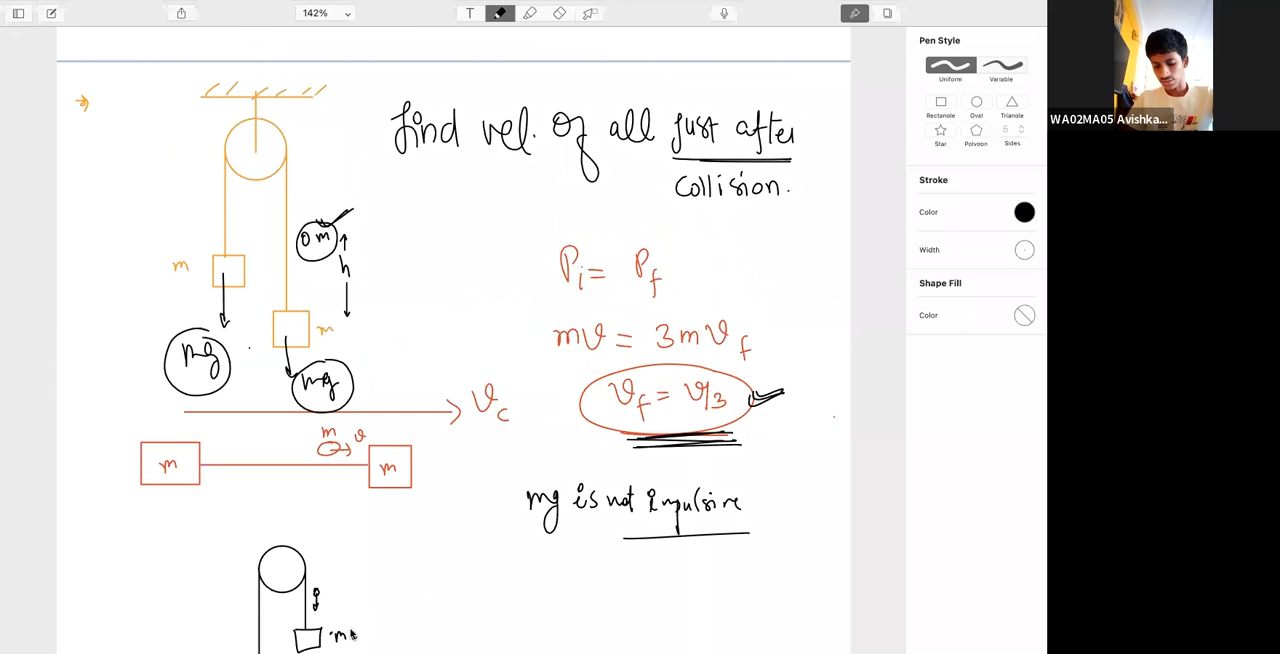 142%
T
Pen Style
Uniform
Variable
Rectangle
Oval
Triangle
Star
Polygon
5
Sides
Stroke
Color
Width
Shape Fill
Color
WA02MA05 Avishka...
find vel. of all just after
collision.
m
m
h
m
mg
mg
Pi = Pf
mv = 3mvf
vf = v/3
vc
m
v
m
m
mg is not impulsive
m